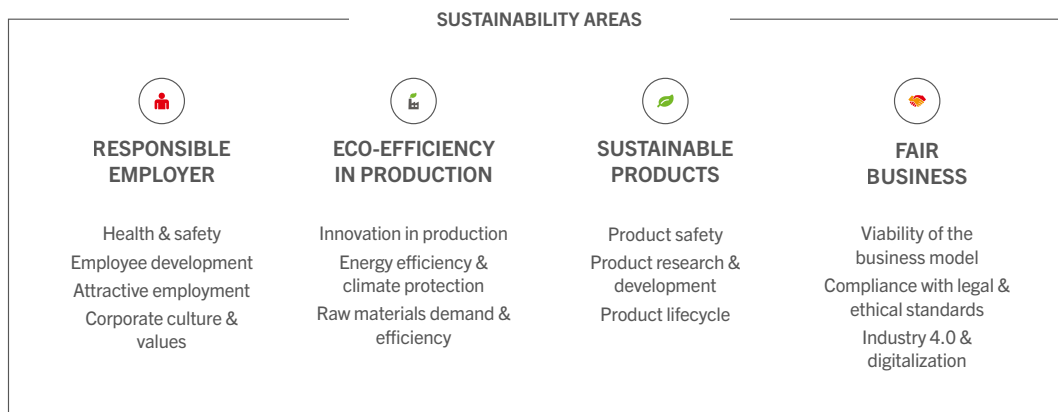 SUSTAINABILITY AREAS
RESPONSIBLE
EMPLOYER
Health & safety
Employee development
Attractive employment
Corporate culture &
values
ECO-EFFICIENCY
IN PRODUCTION
Innovation in production
Energy efficiency &
climate protection
Raw materials demand &
efficiency
SUSTAINABLE
PRODUCTS
Product safety
Product research &
development
Product lifecycle
FAIR
BUSINESS
Viability of the
business model
Compliance with legal &
ethical standards
Industry 4.0 &
digitalization